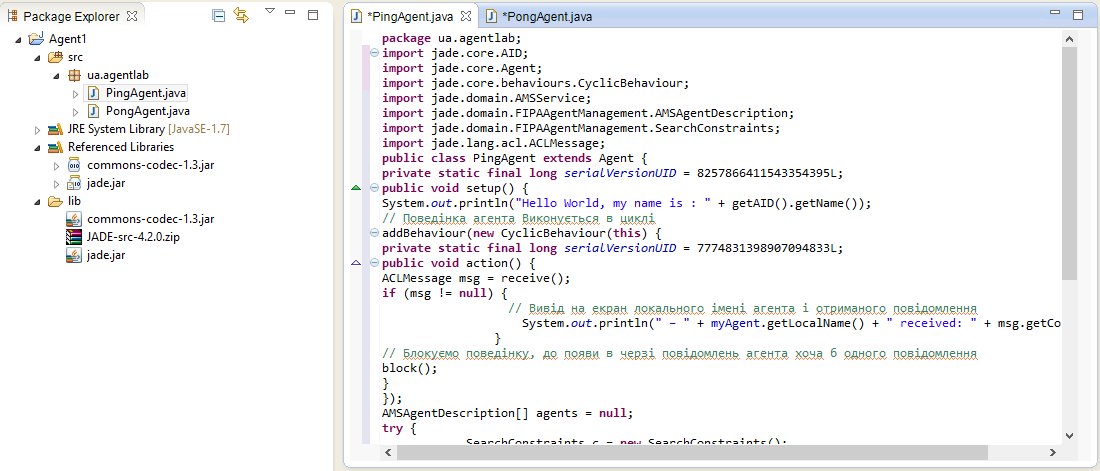 Package Explorer
Agent1
src
ua.agentlab
PingAgent.java
PongAgent.java
JRE System Library [JavaSE-1.7]
Referenced Libraries
commons-codec-1.3.jar
jade.jar
lib
commons-codec-1.3.jar
JADE-src-4.2.0.zip
jade.jar
*PingAgent.java *PongAgent.java
package ua.agentlab;
import jade.core.AID;
import jade.core.Agent;
import jade.core.behaviours.CyclicBehaviour;
import jade.domain.AMSService;
import jade.domain.FIPAAgentManagement.AMSAgentDescription;
import jade.domain.FIPAAgentManagement.SearchConstraints;
import jade.lang.acl.ACLMessage;
public class PingAgent extends Agent {
private static final long serialVersionUID = 8257866411543354395L;
public void setup() {
System.out.println("Hello World, my name is : " + getAID().getName());
// Поведінка агента Виконується в циклі
addBehaviour(new CyclicBehaviour(this) {
private static final long serialVersionUID = 7774831398907094833L;
public void action() {
ACLMessage msg = receive();
if (msg != null) {
// Вивід на екран локального імені агента і отриманого повідомлення
System.out.println(" – " + myAgent.getLocalName() + " received: " + msg.getCo
}
// Блокуємо поведінку, до появи в черзі повідомлень агента хоча б одного повідомлення
block();
}
});
AMSAgentDescription[] agents = null;
try {
SearchConstraints c = new SearchConstraints();